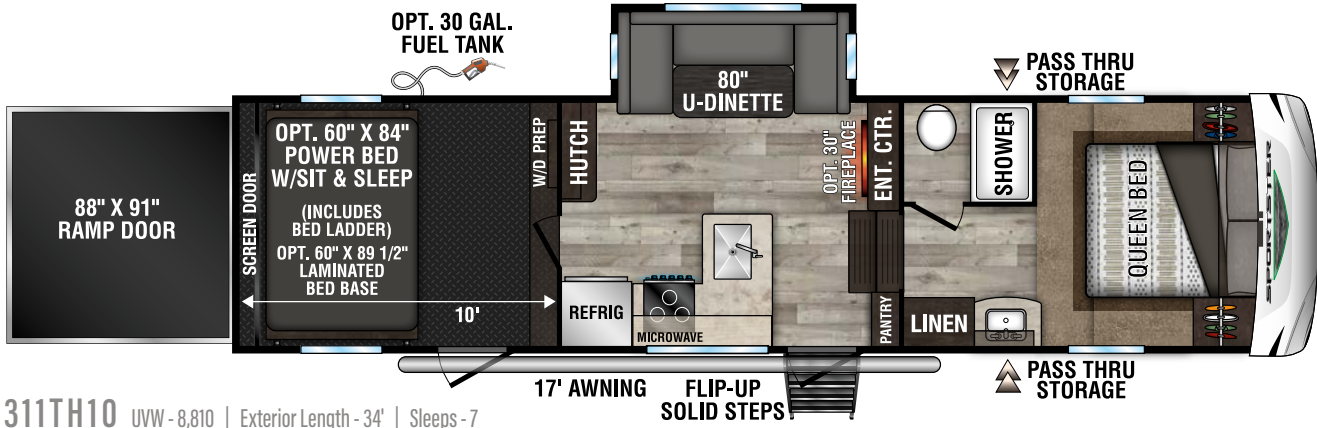 OPT. 30 GAL.
FUEL TANK
PASS THRU
STORAGE
88" X 91"
RAMP DOOR
SCREEN DOOR
OPT. 60" X 84"
POWER BED
W/SIT & SLEEP
(INCLUDES
BED LADDER)
OPT. 60" X 89 1/2"
LAMINATED
BED BASE
10'
W/D PREP
HUTCH
80"
U-DINETTE
OPT. 30"
FIREPLACE
ENT. CTR.
SHOWER
QUEEN BED
SPORTSTER
REFRIG
MICROWAVE
PANTRY
LINEN
17' AWNING
FLIP-UP
SOLID STEPS
PASS THRU
STORAGE
311TH10 UVW - 8,810 | Exterior Length - 34' | Sleeps - 7